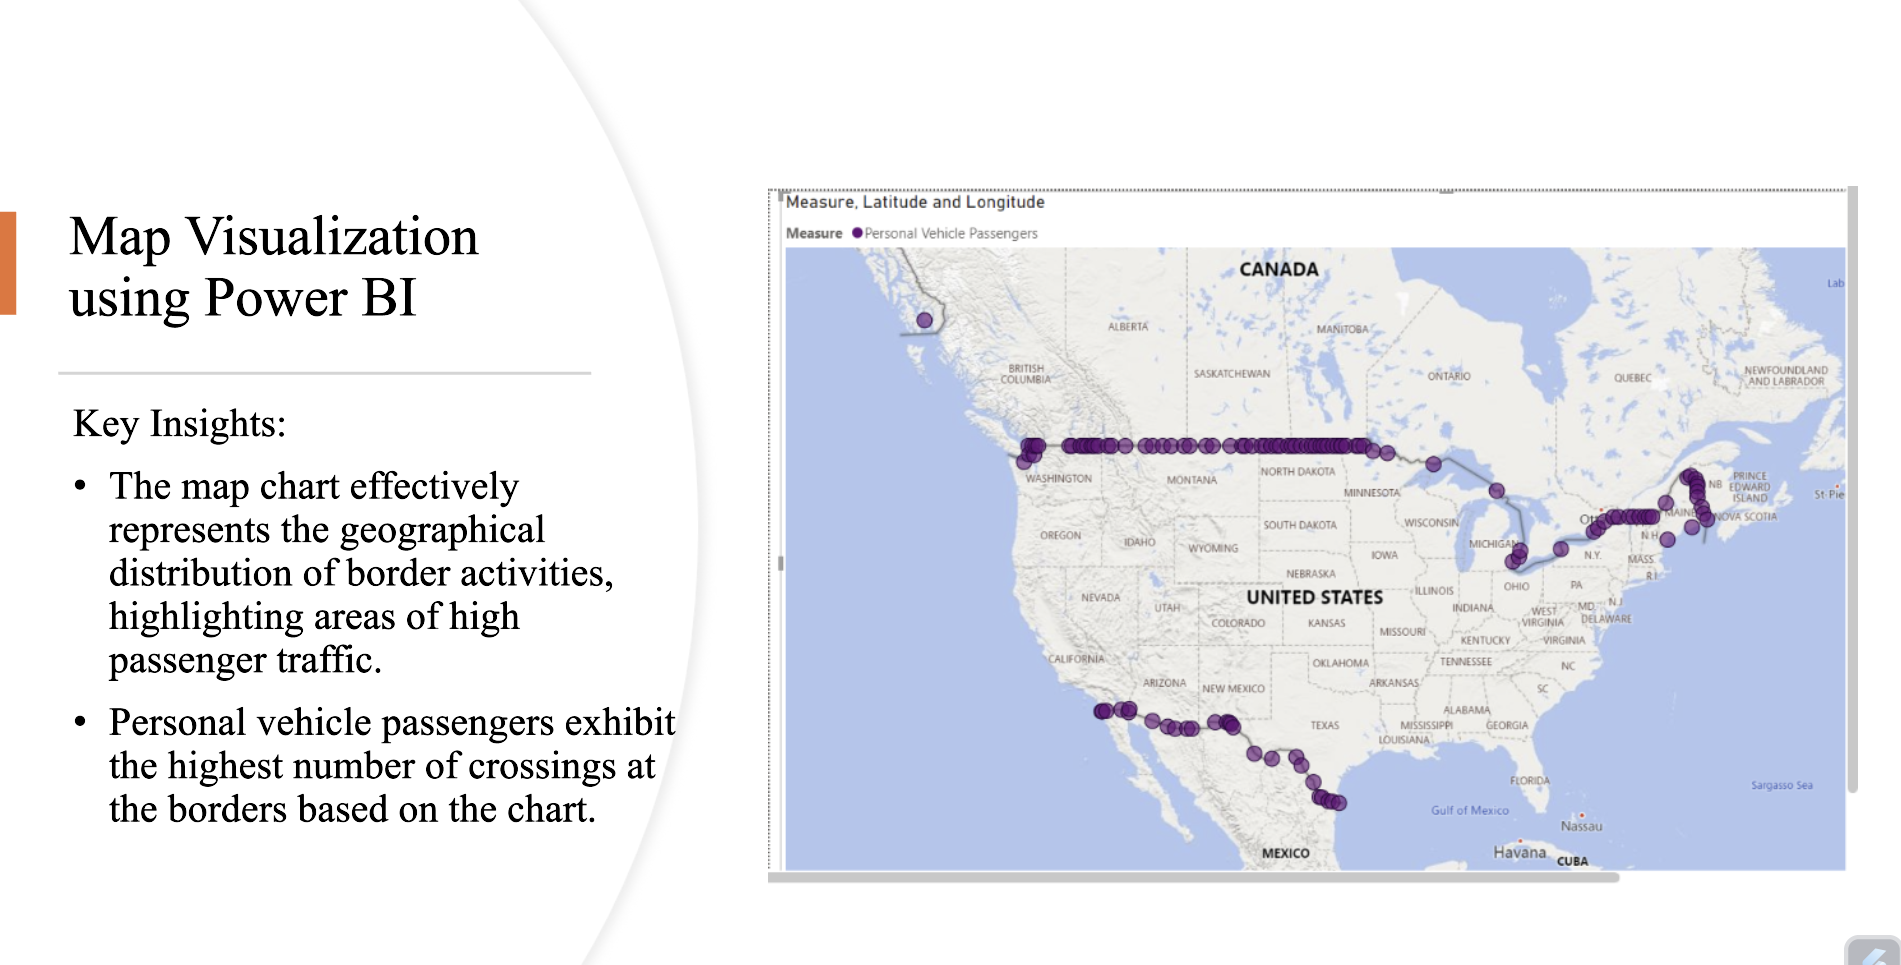 Map Visualization
using Power BI
Key Insights:
• The map chart effectively
represents the geographical
distribution of border activities,
highlighting areas of high
passenger traffic.
• Personal vehicle passengers exhibit
the highest number of crossings at
the borders based on the chart.
Measure, Latitude and Longitude
Measure Personal Vehicle Passengers
CANADA
Lab
ALBERTA
MANITOBA
BRITISH
COLUMBIA
SASKATCHEWAN
ONTARIO
QUEBEC
NEWFOUNDLAND
AND LABRADOR
WASHINGTON
MONTANA
NORTH DAKOTA
MINNESOTA
NB
PRINCE
EDWARD
ISLAND
St Pie
OREGON
IDAHO
SOUTH DAKOTA
WISCONSIN
Ott
MAINE
NOVA SCOTIA
WYOMING
IOWA
MICHIGAN
N.Y.
N.H.
MASS.
RI
NEBRASKA
NEVADA
UTAH
UNITED STATES
ILLINOIS
INDIANA
OHIO
PA
N.J.
MD
DELAWARE
COLORADO
KANSAS
MISSOURI
WEST
VIRGINIA
KENTUCKY
VIRGINIA
CALIFORNIA
OKLAHOMA
TENNESSEE
NC
ARIZONA
NEW MEXICO
ARKANSAS
SC
TEXAS
MISSISSIPPI
ALABAMA
GEORGIA
LOUISIANA
FLORIDA
Sargasso Sea
Gulf of Mexico
Nassau
MEXICO
Havana
CUBA